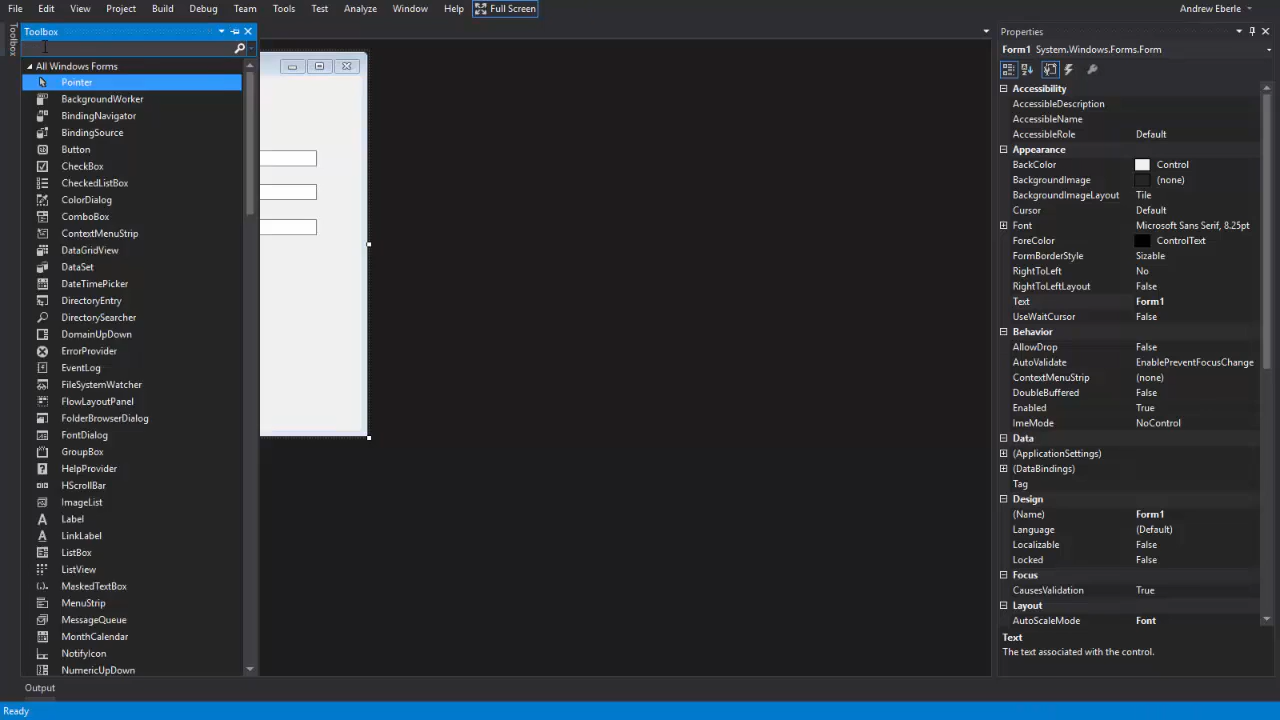 File Edit View Project Build Debug Team Tools Test Analyze Window Help Full Screen Andrew Eberle
Toolbox
Toolbox
All Windows Forms
Pointer
BackgroundWorker
BindingNavigator
BindingSource
Button
CheckBox
CheckedListBox
ColorDialog
ComboBox
ContextMenuStrip
DataGridView
DataSet
DateTimePicker
DirectoryEntry
DirectorySearcher
DomainUpDown
ErrorProvider
EventLog
FileSystemWatcher
FlowLayoutPanel
FolderBrowserDialog
FontDialog
GroupBox
HelpProvider
HScrollBar
ImageList
Label
LinkLabel
ListBox
ListView
MaskedTextBox
MenuStrip
MessageQueue
MonthCalendar
NotifyIcon
NumericUpDown
Properties
Form1 System.Windows.Forms.Form
Accessibility
AccessibleDescription
AccessibleName
AccessibleRole Default
Appearance
BackColor Control
BackgroundImage (none)
BackgroundImageLayout Tile
Cursor Default
Font Microsoft Sans Serif, 8.25pt
ForeColor ControlText
FormBorderStyle Sizable
RightToLeft No
RightToLeftLayout False
Text Form1
UseWaitCursor False
Behavior
AllowDrop False
AutoValidate EnablePreventFocusChange
ContextMenuStrip (none)
DoubleBuffered False
Enabled True
ImeMode NoControl
Data
(ApplicationSettings)
(DataBindings)
Tag
Design
(Name) Form1
Language (Default)
Localizable False
Locked False
Focus
CausesValidation True
Layout
AutoScaleMode Font
Text
The text associated with the control.
Output
Ready